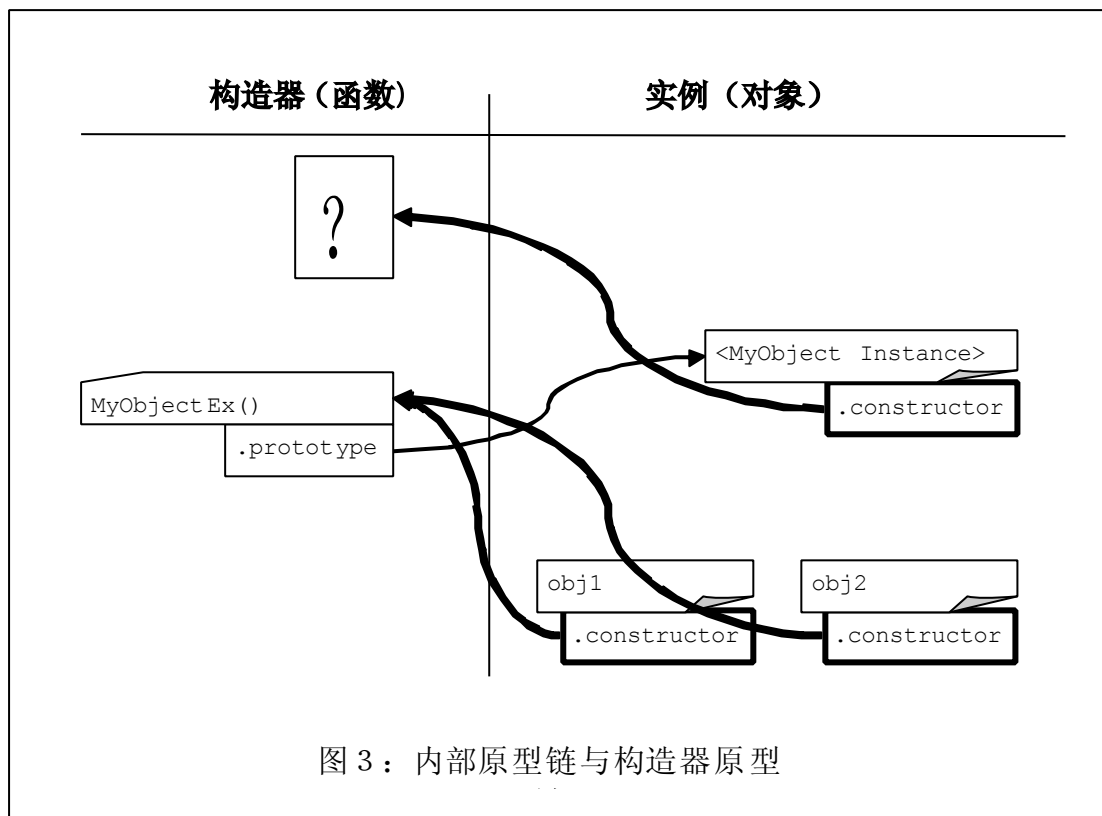 构造器（函数)
实例（对象）
?
<MyObject Instance>
.constructor
MyObjectEx()
.prototype
obj1
.constructor
obj2
.constructor
图 3：内部原型链与构造器原型